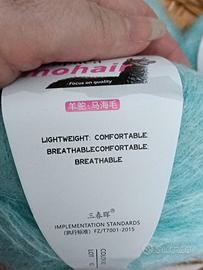 mohair
Focus on quality
羊驼·马海毛
LIGHTWEIGHT COMFORTABLE
BREATHABLECOMFORTABLE
BREATHABLE
三春晖
IMPLEMENTATION STANDARDS
(执行标准) FZ/T7001-2015
LOT